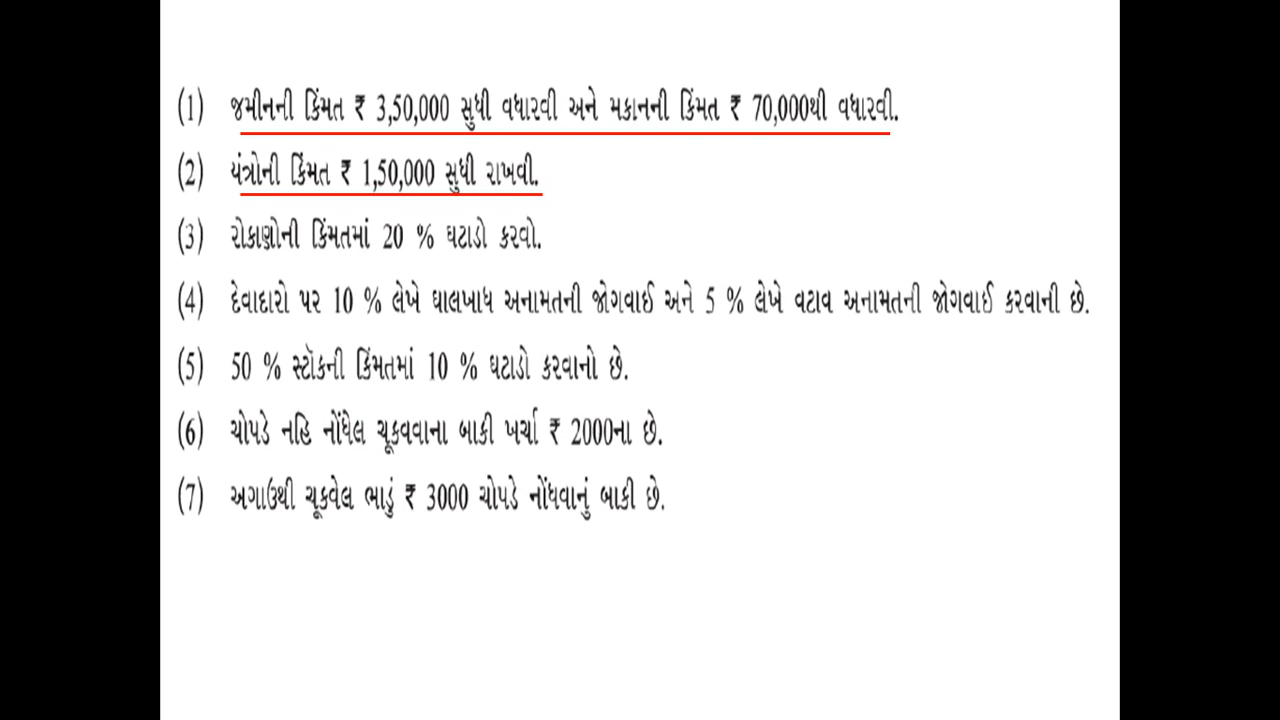 (1) જમીનની કિંમત ₹ 3,50,000 સુધી વધારવી અને મકાનની કિંમત ₹ 70,000થી વધારવી.
(2) યંત્રોની કિંમત ₹ 1,50,000 સુધી રાખવી.
(3) રોકાણોની કિંમતમાં 20 % ઘટાડો કરવો.
(4) દેવાદારો પર 10 % લેખે ઘાલખાધ અનામતની જોગવાઈ અને 5 % લેખે વટાવ અનામતની જોગવાઈ કરવાની છે.
(5) 50 % સ્ટૉકની કિંમતમાં 10 % ઘટાડો કરવાનો છે.
(6) ચોપડે નહિ નોંધેલ ચૂકવવાના બાકી ખર્ચા ₹ 2000ના છે.
(7) અગાઉથી ચૂકવેલ ભાડું ₹ 3000 ચોપડે નોંધવાનું બાકી છે.